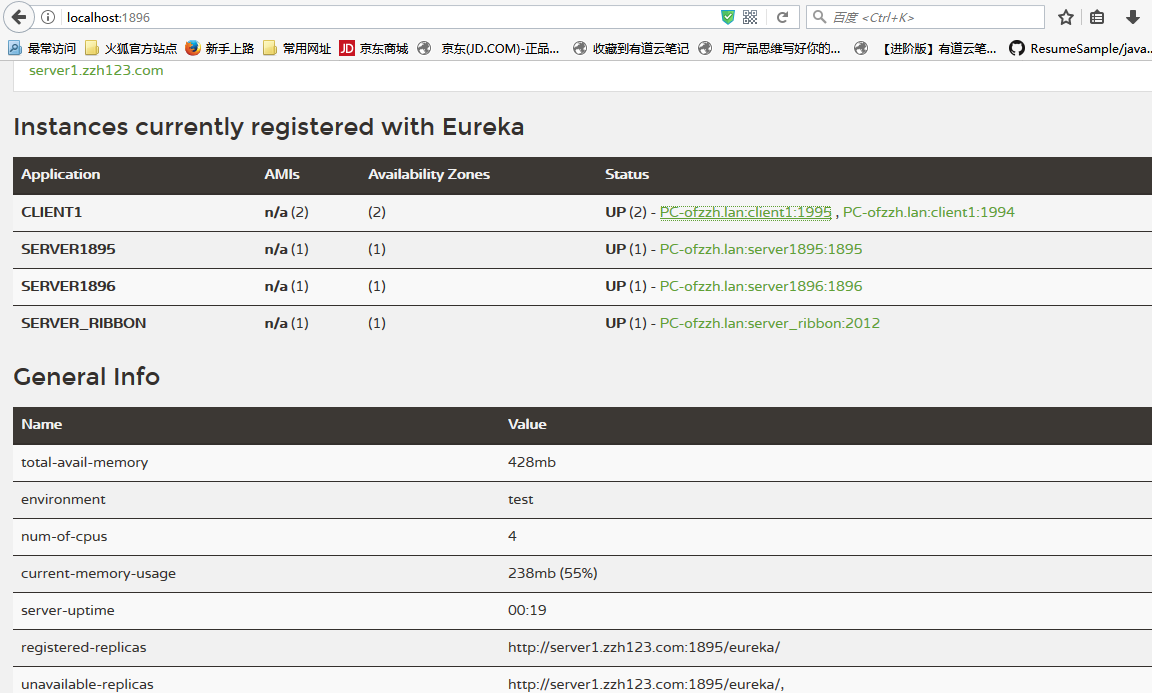 localhost:1896
百度 <Ctrl+K>
最常访问 火狐官方站点 新手上路 常用网址 JD 京东商城 京东(JD.COM)-正品... 收藏到有道云笔记 用产品思维写好你的... 【进阶版】有道云笔... ResumeSample/java...
server1.zzh123.com
Instances currently registered with Eureka
Application AMIs Availability Zones Status
CLIENT1 n/a (2) (2) UP (2) - PC-ofzzh.lan:client1:1995 , PC-ofzzh.lan:client1:1994
SERVER1895 n/a (1) (1) UP (1) - PC-ofzzh.lan:server1895:1895
SERVER1896 n/a (1) (1) UP (1) - PC-ofzzh.lan:server1896:1896
SERVER_RIBBON n/a (1) (1) UP (1) - PC-ofzzh.lan:server_ribbon:2012
General Info
Name Value
total-avail-memory 428mb
environment test
num-of-cpus 4
current-memory-usage 238mb (55%)
server-uptime 00:19
registered-replicas http://server1.zzh123.com:1895/eureka/
unavailable-replicas http://server1.zzh123.com:1895/eureka/,